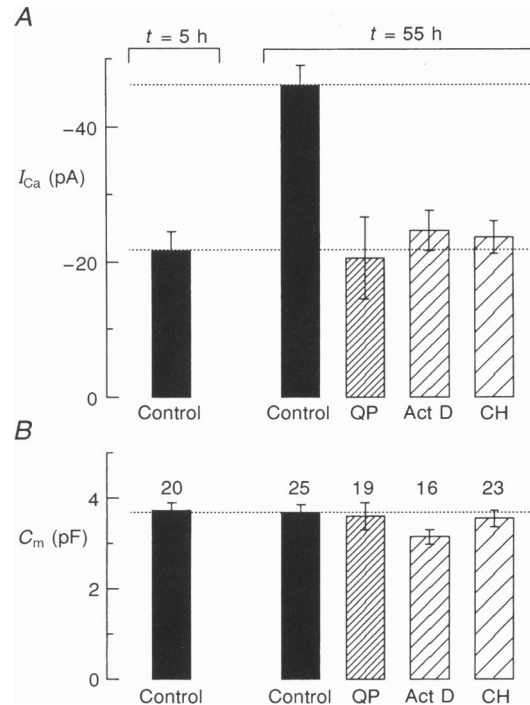 A
t = 5 h
t = 55 h
−40
I_Ca (pA)
−20
0
Control
Control
QP
Act D
CH
B
20
25
19
16
23
4
C_m (pF)
2
0
Control
Control
QP
Act D
CH